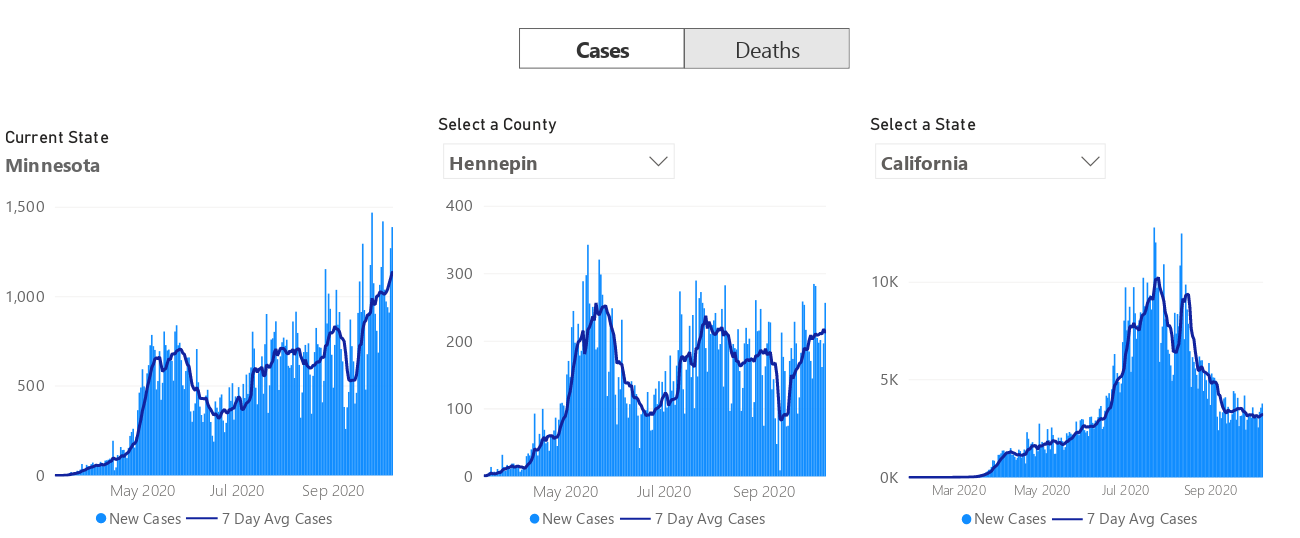 Cases Deaths
Current State
Minnesota
1,500
1,000
500
0
May 2020 Jul 2020 Sep 2020
New Cases 7 Day Avg Cases
Select a County
Hennepin
400
300
200
100
0
May 2020 Jul 2020 Sep 2020
New Cases 7 Day Avg Cases
Select a State
California
10K
5K
0K
Mar 2020 May 2020 Jul 2020 Sep 2020
New Cases 7 Day Avg Cases